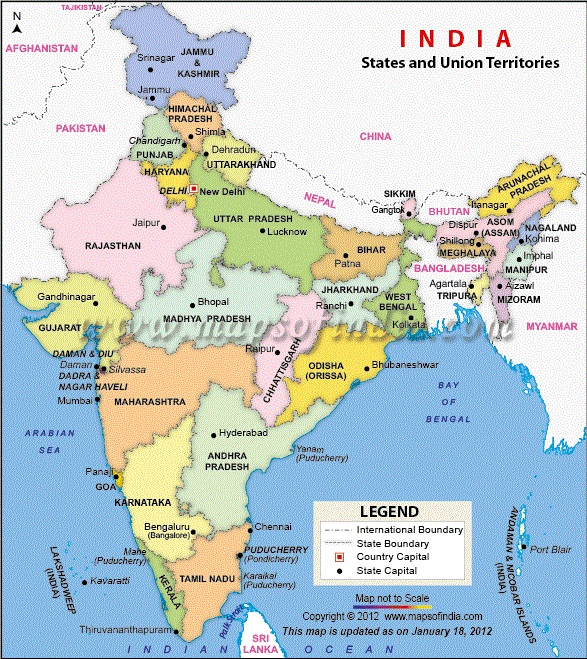 TAJIKISTAN
N
AFGHANISTAN
INDIA
States and Union Territories
JAMMU
&
KASHMIR
Srinagar
Jammu
HIMACHAL
PRADESH
Shimla
PAKISTAN
CHINA
Chandigarh
PUNJAB
Dehradun
UTTARAKHAND
HARYANA
DELHI
New Delhi
NEPAL
SIKKIM
Gangtok
BHUTAN
ARUNACHAL
PRADESH
Itanagar
ASOM
(ASSAM)
Dispur
NAGALAND
Kohima
Shillong
MEGHALAYA
Imphal
MANIPUR
BANGLADESH
Agartala
TRIPURA
Aizawl
MIZORAM
MYANMAR
Jaipur
RAJASTHAN
UTTAR PRADESH
Lucknow
BIHAR
Patna
JHARKHAND
Ranchi
WEST
BENGAL
Kolkata
Gandhinagar
GUJARAT
Bhopal
MADHYA PRADESH
www.mapsofindia.com
Raipur
CHHATTISGARH
ODISHA
(ORISSA)
Bhubaneshwar
DAMAN & DIU
Daman
Silvassa
DADRA &
NAGAR HAVELI
Mumbai
MAHARASHTRA
BAY
OF
BENGAL
ARABIAN
SEA
Hyderabad
ANDHRA
PRADESH
Yanam
(Puducherry)
Panaji
GOA
KARNATAKA
Bengaluru
(Bangalore)
Chennai
Mahe
(Puducherry)
PUDUCHERRY
(Pondicherry)
TAMIL NADU
Karaikal
(Puducherry)
KERALA
LAKSHADWEEP
(INDIA)
Kavaratti
Thiruvananthapuram
Palk Strait
SRI
LANKA
INDIAN OCEAN
ANDAMAN & NICOBAR ISLANDS
(INDIA)
Port Blair
LEGEND
International Boundary
State Boundary
Country Capital
State Capital
Map not to Scale
Copyright © 2012 www.mapsofindia.com
This map is updated as on January 18, 2012